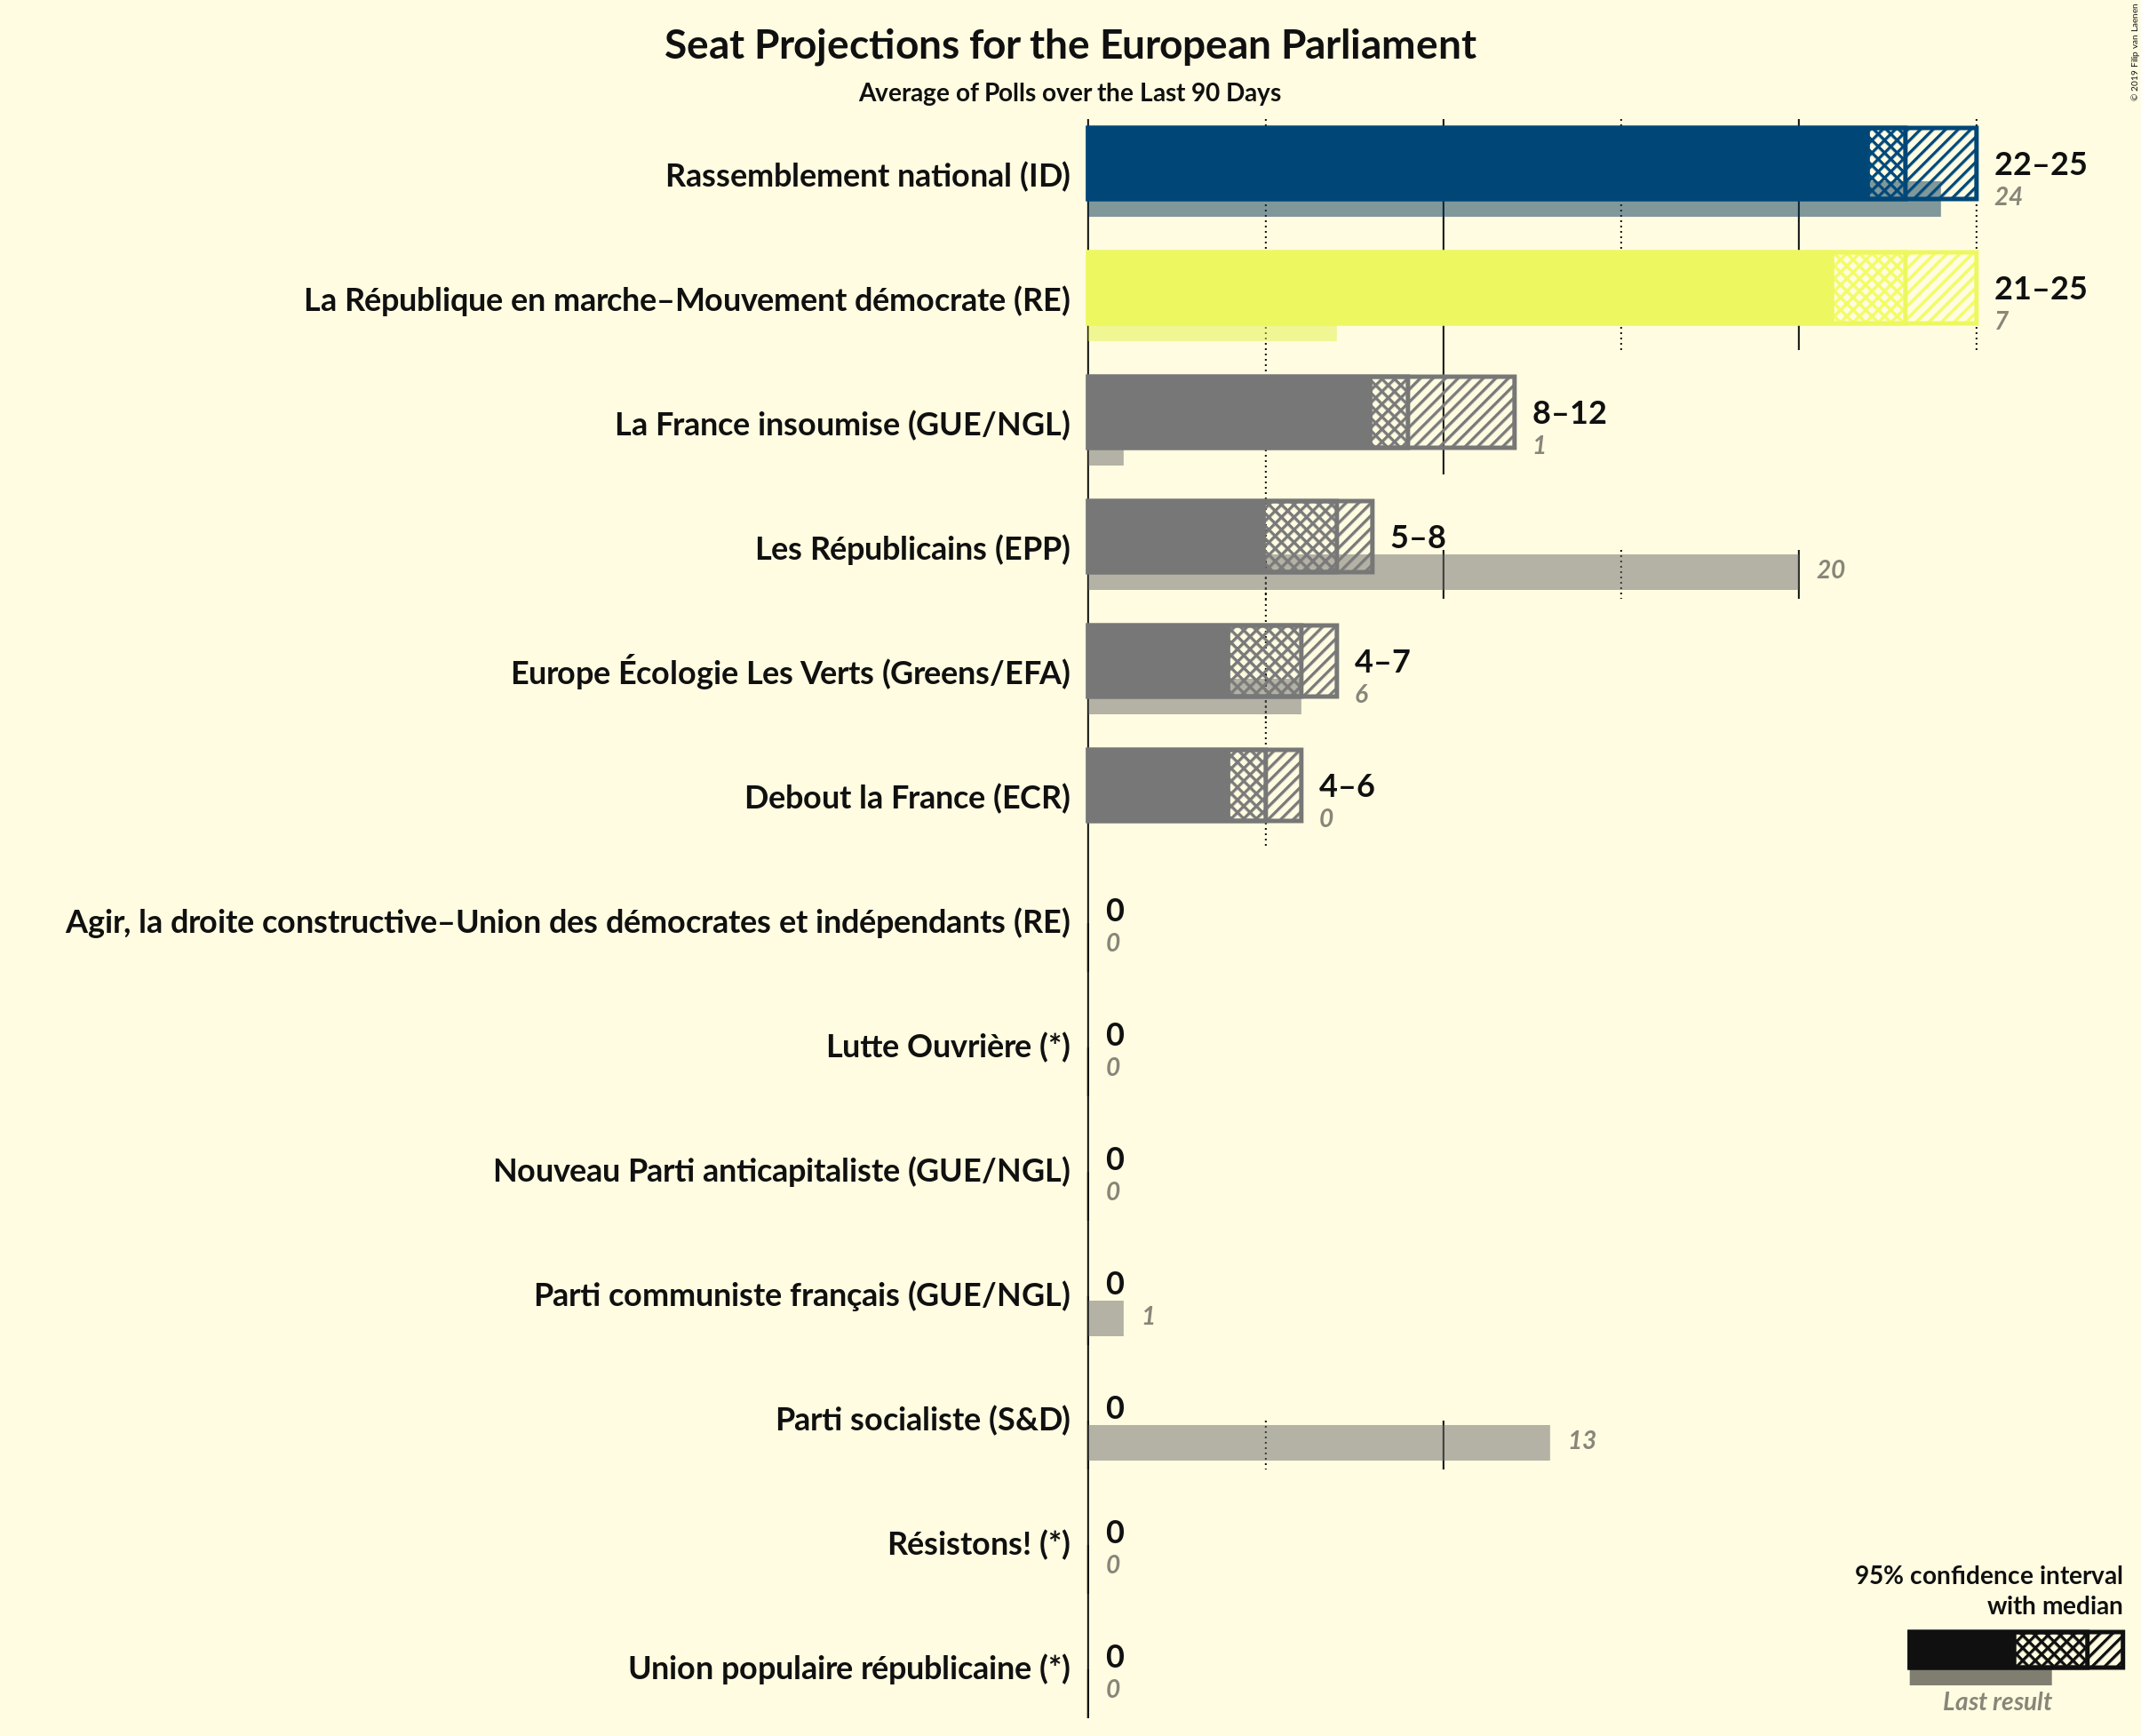 Seat Projections for the European Parliament
Average of Polls over the Last 90 Days
© 2019 Filip van Laenen
Rassemblement national (ID)
22–25
24
La République en marche–Mouvement démocrate (RE)
21–25
7
La France insoumise (GUE/NGL)
8–12
1
Les Républicains (EPP)
5–8
20
Europe Écologie Les Verts (Greens/EFA)
4–7
6
Debout la France (ECR)
4–6
0
Agir, la droite constructive–Union des démocrates et indépendants (RE)
0
0
Lutte Ouvrière (*)
0
0
Nouveau Parti anticapitaliste (GUE/NGL)
0
0
Parti communiste français (GUE/NGL)
0
1
Parti socialiste (S&D)
0
13
Résistons! (*)
0
0
Union populaire républicaine (*)
0
0
95% confidence interval
with median
Last result